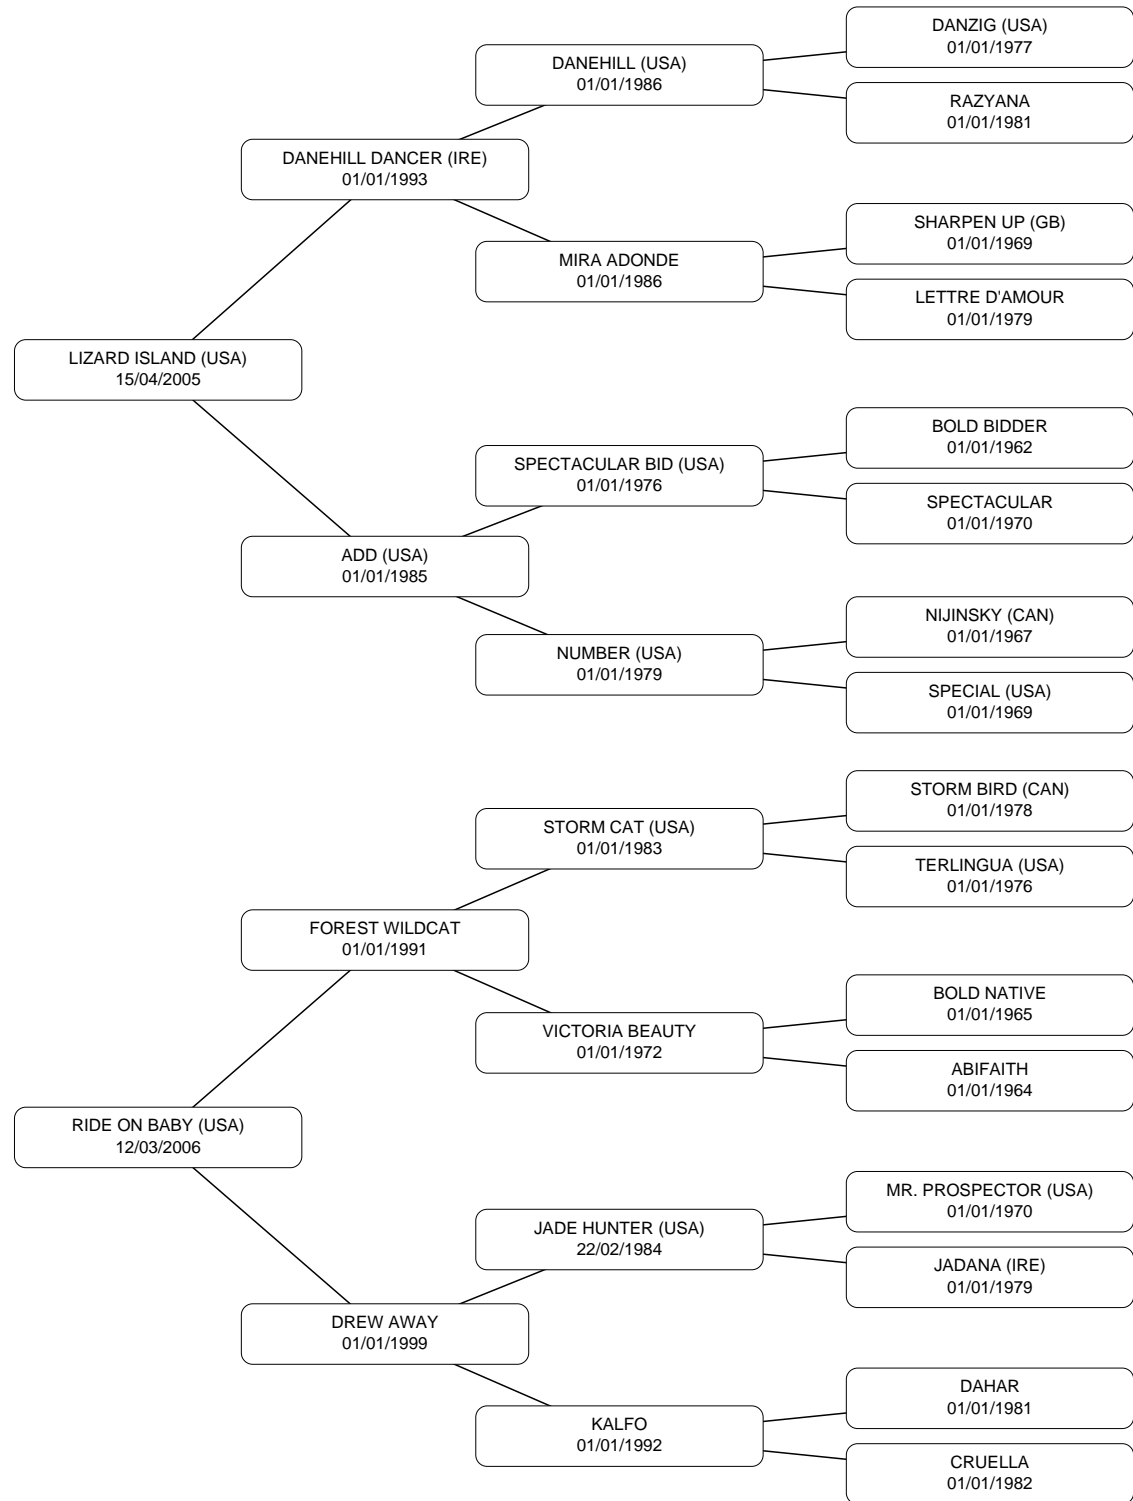 DANZIG (USA)
01/01/1977
DANEHILL (USA)
01/01/1986
RAZYANA
01/01/1981
DANEHILL DANCER (IRE)
01/01/1993
SHARPEN UP (GB)
01/01/1969
MIRA ADONDE
01/01/1986
LETTRE D'AMOUR
01/01/1979
LIZARD ISLAND (USA)
15/04/2005
BOLD BIDDER
01/01/1962
SPECTACULAR BID (USA)
01/01/1976
SPECTACULAR
01/01/1970
ADD (USA)
01/01/1985
NIJINSKY (CAN)
01/01/1967
NUMBER (USA)
01/01/1979
SPECIAL (USA)
01/01/1969
STORM BIRD (CAN)
01/01/1978
STORM CAT (USA)
01/01/1983
TERLINGUA (USA)
01/01/1976
FOREST WILDCAT
01/01/1991
BOLD NATIVE
01/01/1965
VICTORIA BEAUTY
01/01/1972
ABIFAITH
01/01/1964
RIDE ON BABY (USA)
12/03/2006
MR. PROSPECTOR (USA)
01/01/1970
JADE HUNTER (USA)
22/02/1984
JADANA (IRE)
01/01/1979
DREW AWAY
01/01/1999
DAHAR
01/01/1981
KALFO
01/01/1992
CRUELLA
01/01/1982